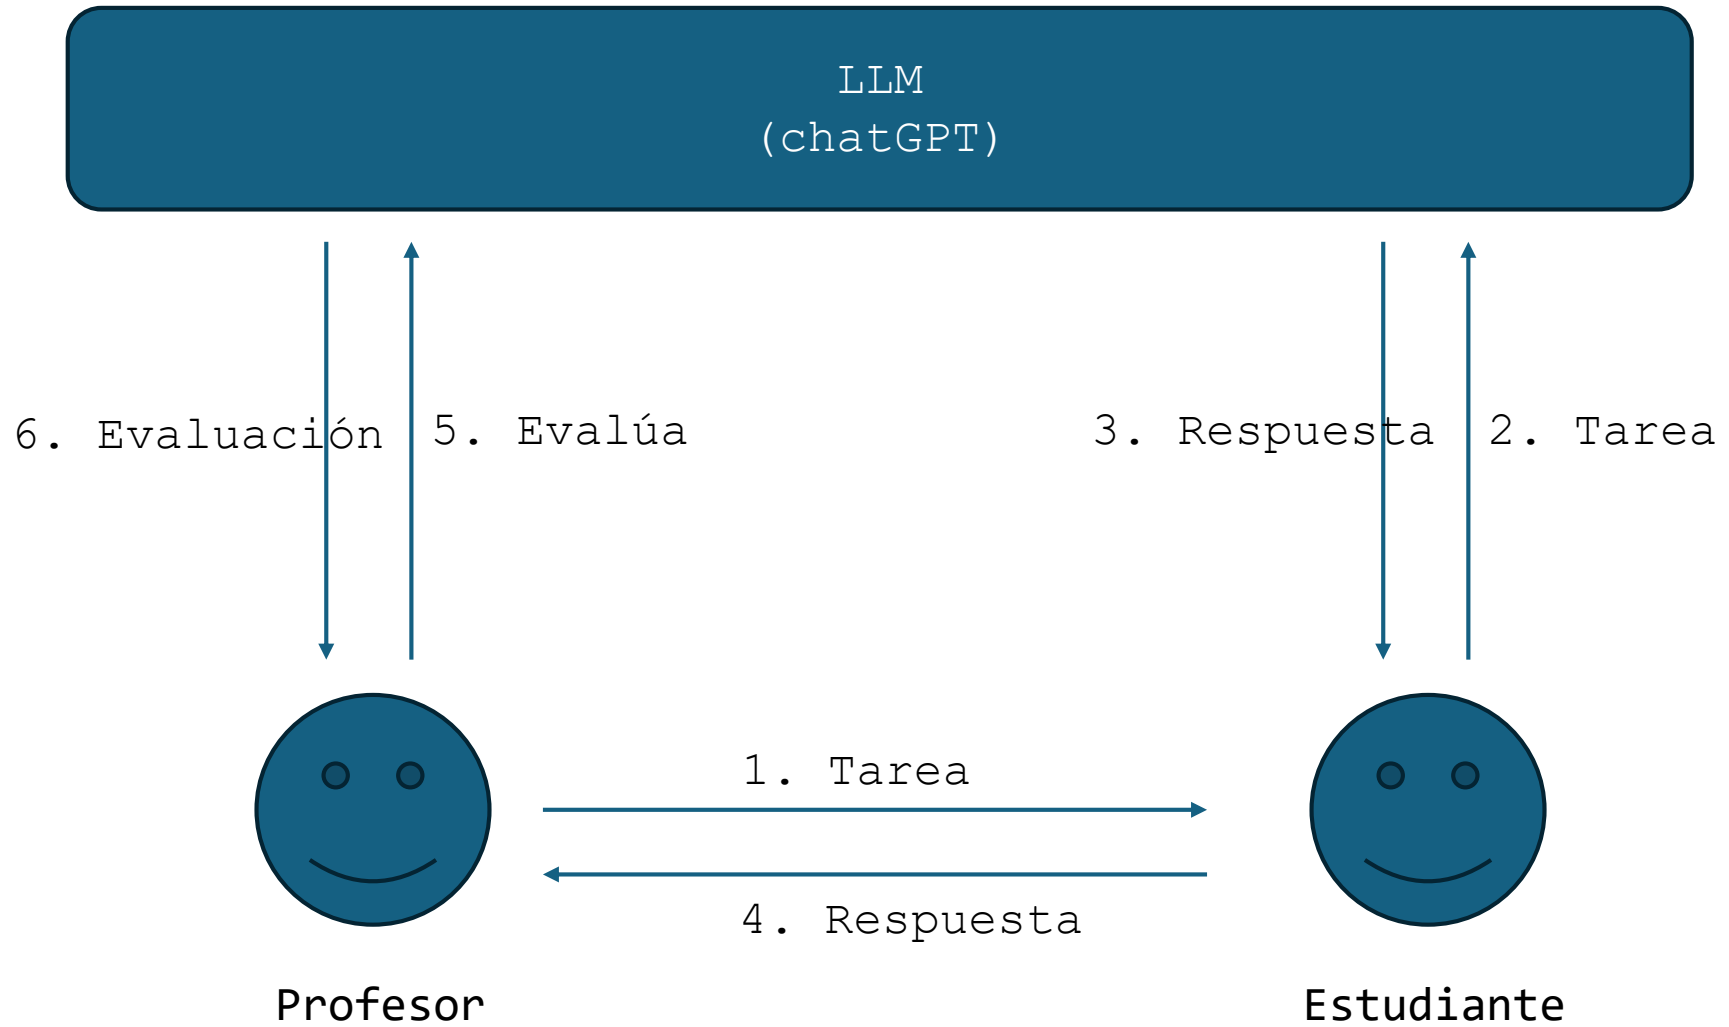 LLM
(chatGPT)
6. Evaluación
5. Evalúa
3. Respuesta
2. Tarea
1. Tarea
4. Respuesta
Profesor
Estudiante